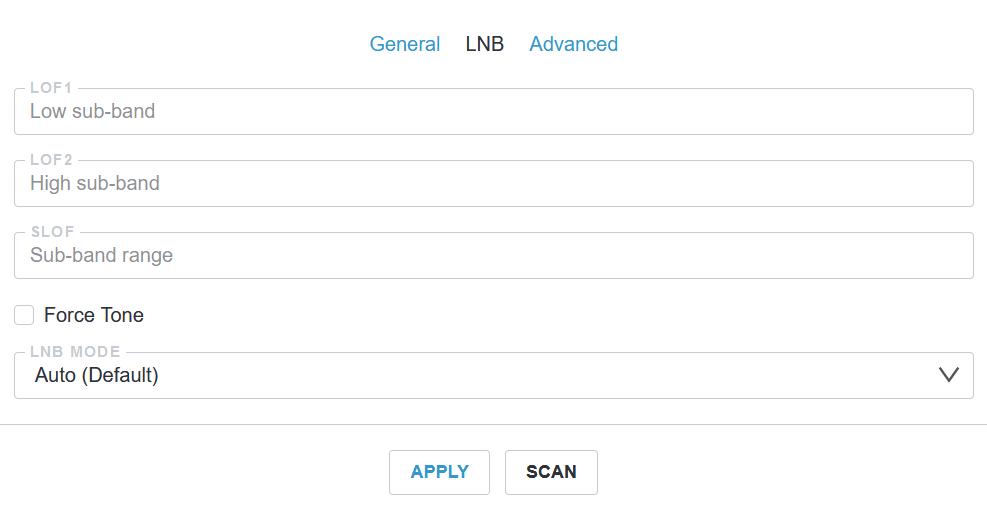 General LNB Advanced
LOF1
Low sub-band
LOF2
High sub-band
SLOF
Sub-band range
Force Tone
LNB MODE
Auto (Default)
APPLY SCAN